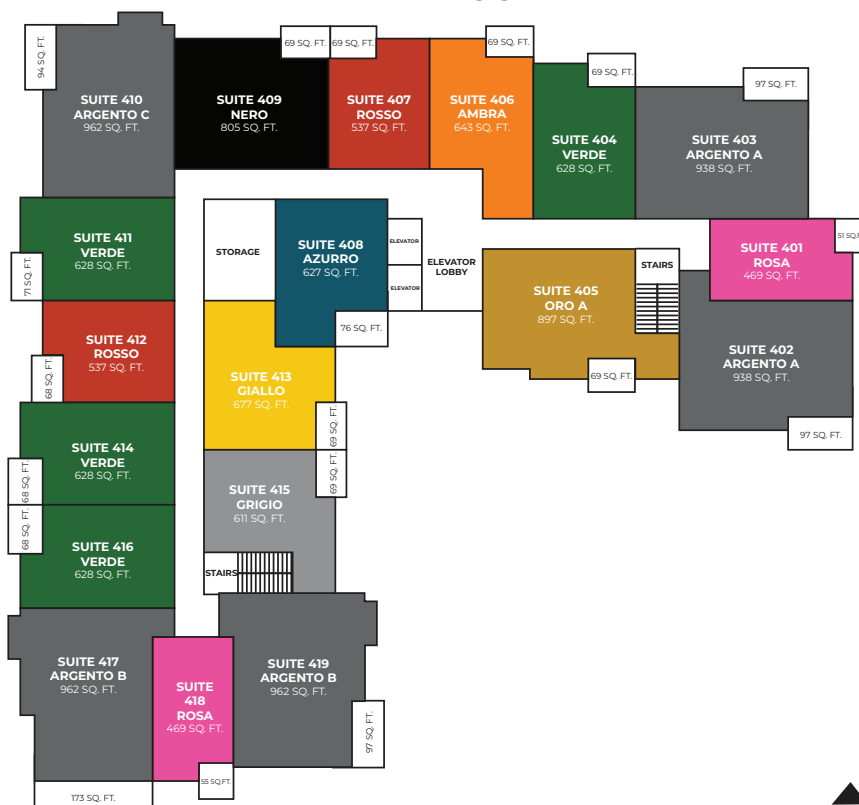 94 SQ. FT.
SUITE 410
ARGENTO C
962 SQ. FT.
69 SQ. FT.
SUITE 409
NERO
805 SQ. FT.
69 SQ. FT.
SUITE 407
ROSSO
537 SQ. FT.
69 SQ. FT.
SUITE 406
AMBRA
643 SQ. FT.
69 SQ. FT.
SUITE 404
VERDE
628 SQ. FT.
97 SQ. FT.
SUITE 403
ARGENTO A
938 SQ. FT.
SUITE 411
VERDE
628 SQ. FT.
71 SQ. FT.
STORAGE
SUITE 408
AZURRO
627 SQ. FT.
76 SQ. FT.
ELEVATOR
ELEVATOR
ELEVATOR
LOBBY
SUITE 405
ORO A
897 SQ. FT.
69 SQ. FT.
STAIRS
51 SQ.F
SUITE 401
ROSA
469 SQ. FT.
SUITE 402
ARGENTO A
938 SQ. FT.
97 SQ. FT.
SUITE 412
ROSSO
537 SQ. FT.
68 SQ. FT.
SUITE 413
GIALLO
677 SQ. FT.
69 SQ. FT.
SUITE 414
VERDE
628 SQ. FT.
68 SQ. FT.
69 SQ. FT.
SUITE 415
GRIGIO
611 SQ. FT.
STAIRS
68 SQ. FT.
SUITE 416
VERDE
628 SQ. FT.
SUITE 417
ARGENTO B
962 SQ. FT.
173 SQ. FT.
SUITE
418
ROSA
469 SQ. FT.
55 SQ.FT.
SUITE 419
ARGENTO B
962 SQ. FT.
97 SQ. FT.